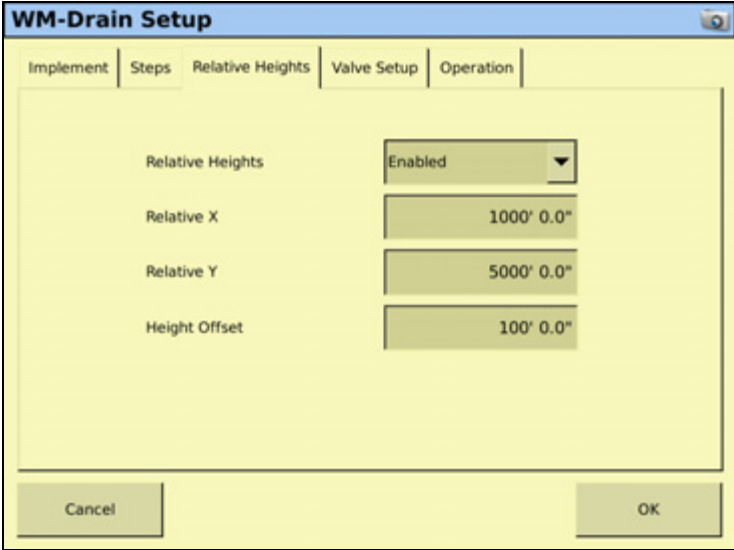 WM-Drain Setup
Implement Steps Relative Heights Valve Setup Operation
Relative Heights Enabled
Relative X 1000' 0.0"
Relative Y 5000' 0.0"
Height Offset 100' 0.0"
Cancel OK